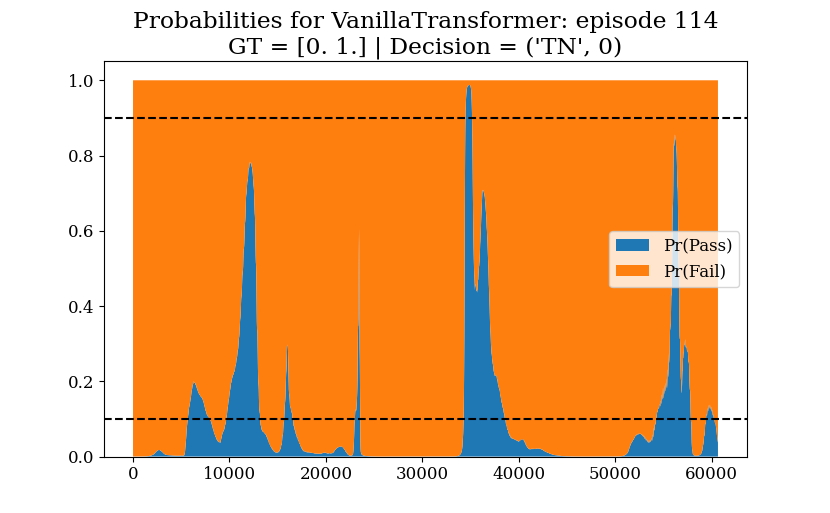 Probabilities for VanillaTransformer: episode 114
GT = [0. 1.] | Decision = ('TN', 0)
1.0
0.8
0.6
0.4
0.2
0.0
Pr(Pass)
Pr(Fail)
0 10000 20000 30000 40000 50000 60000